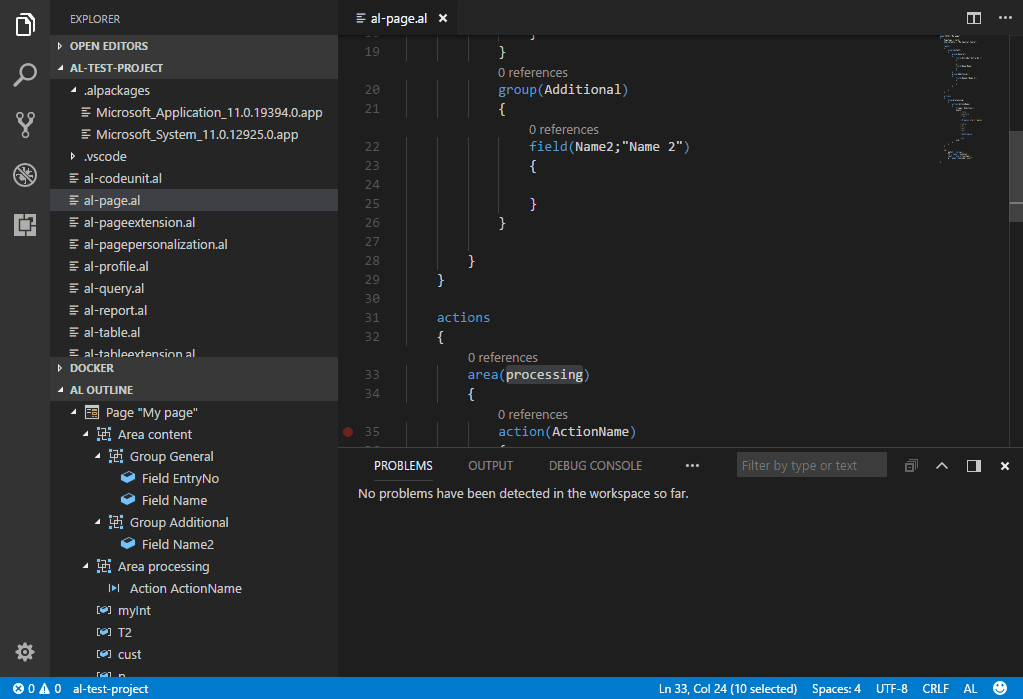 EXPLORER
OPEN EDITORS
AL-TEST-PROJECT
.alpackages
Microsoft_Application_11.0.19394.0.app
Microsoft_System_11.0.12925.0.app
.vscode
al-codeunit.al
al-page.al
al-pageextension.al
al-pagepersonalization.al
al-profile.al
al-query.al
al-report.al
al-table.al
al-tableextension.al
DOCKER
AL OUTLINE
Page "My page"
Area content
Group General
Field EntryNo
Field Name
Group Additional
Field Name2
Area processing
Action ActionName
myInt
T2
cust
al-page.al
19 }
0 references
20 group(Additional)
21 {
0 references
22 field(Name2;"Name 2")
23 {
24
25 }
26 }
27
28 }
29 }
30
31 actions
32 {
0 references
33 area(processing)
34 {
0 references
35 action(ActionName)
PROBLEMS OUTPUT DEBUG CONSOLE ••• Filter by type or text
No problems have been detected in the workspace so far.
0 0 al-test-project Ln 33, Col 24 (10 selected) Spaces: 4 UTF-8 CRLF AL